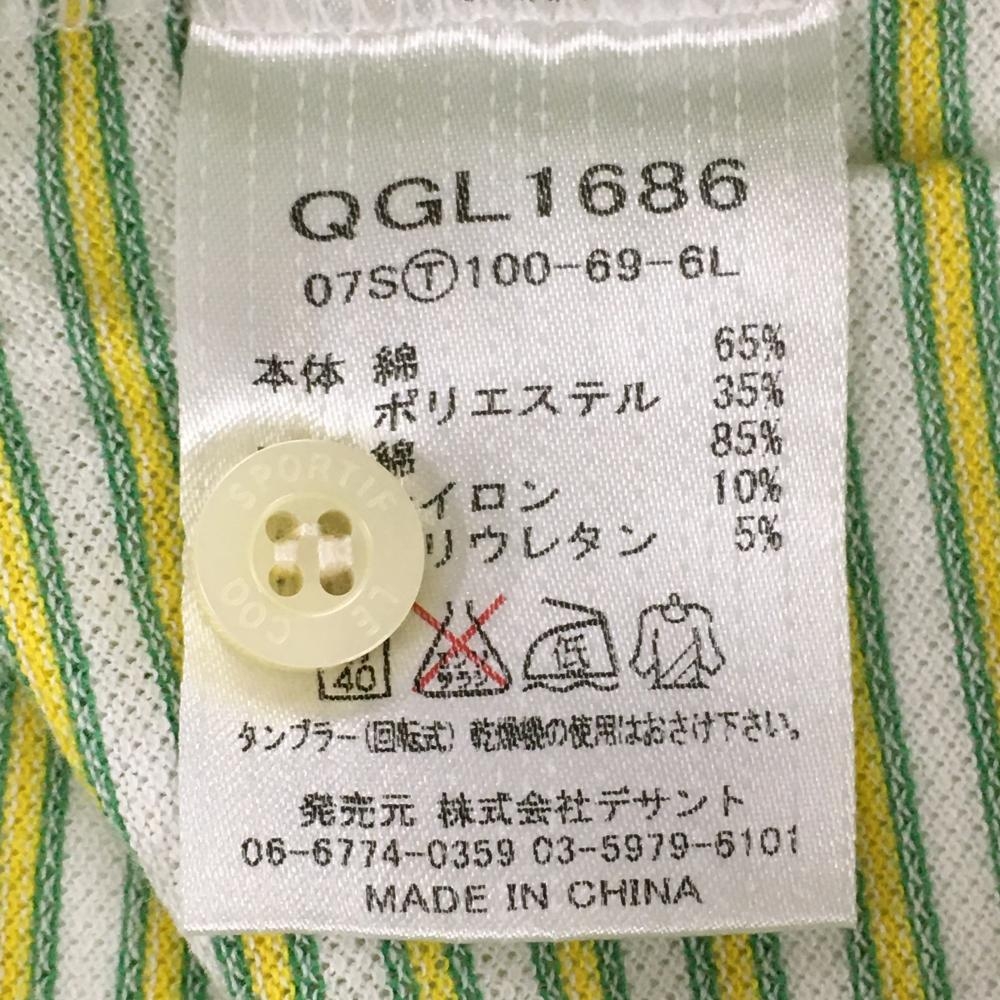 QGL1686
07SⓉ100-69-6L
本体 綿 65%
ポリエステル 35%
綿 85%
イロン 10%
リウレタン 5%
SPORTIF
LE COQ
40
低
タンブラー(回転式) 乾燥機の使用はおさけ下さい。
発売元 株式会社デサント
06-6774-0359 03-5979-6101
MADE IN CHINA